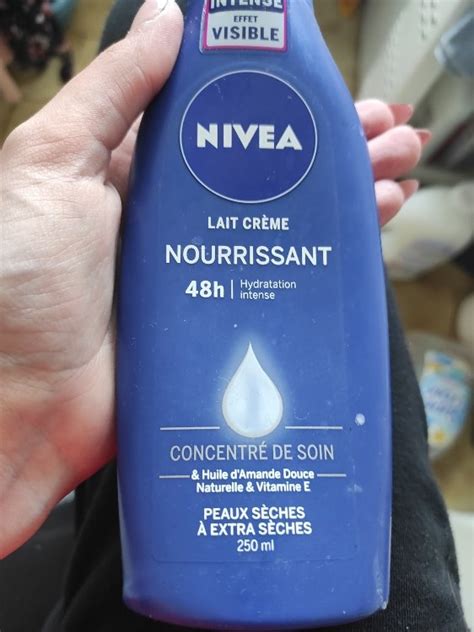 INTENSE
EFFET
VISIBLE
NIVEA
LAIT CRÈME
NOURRISSANT
48h | Hydratation
intense
CONCENTRÉ DE SOIN
& Huile d'Amande Douce
Naturelle & Vitamine E
PEAUX SÈCHES
À EXTRA SÈCHES
250 ml